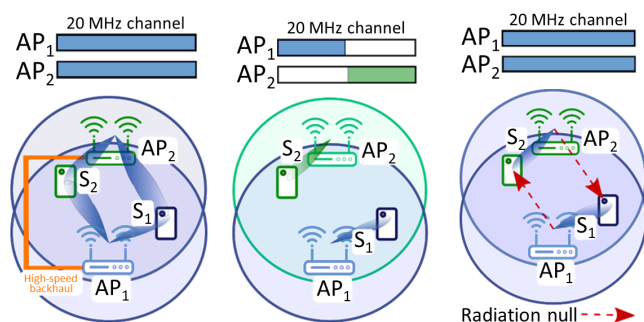 20 MHz channel
AP1
AP2
S2
AP2
S1
High-speed
backhaul
AP1
20 MHz channel
AP1
AP2
S2
AP2
S1
AP1
20 MHz channel
AP1
AP2
AP2
S2
S1
AP1
Radiation null